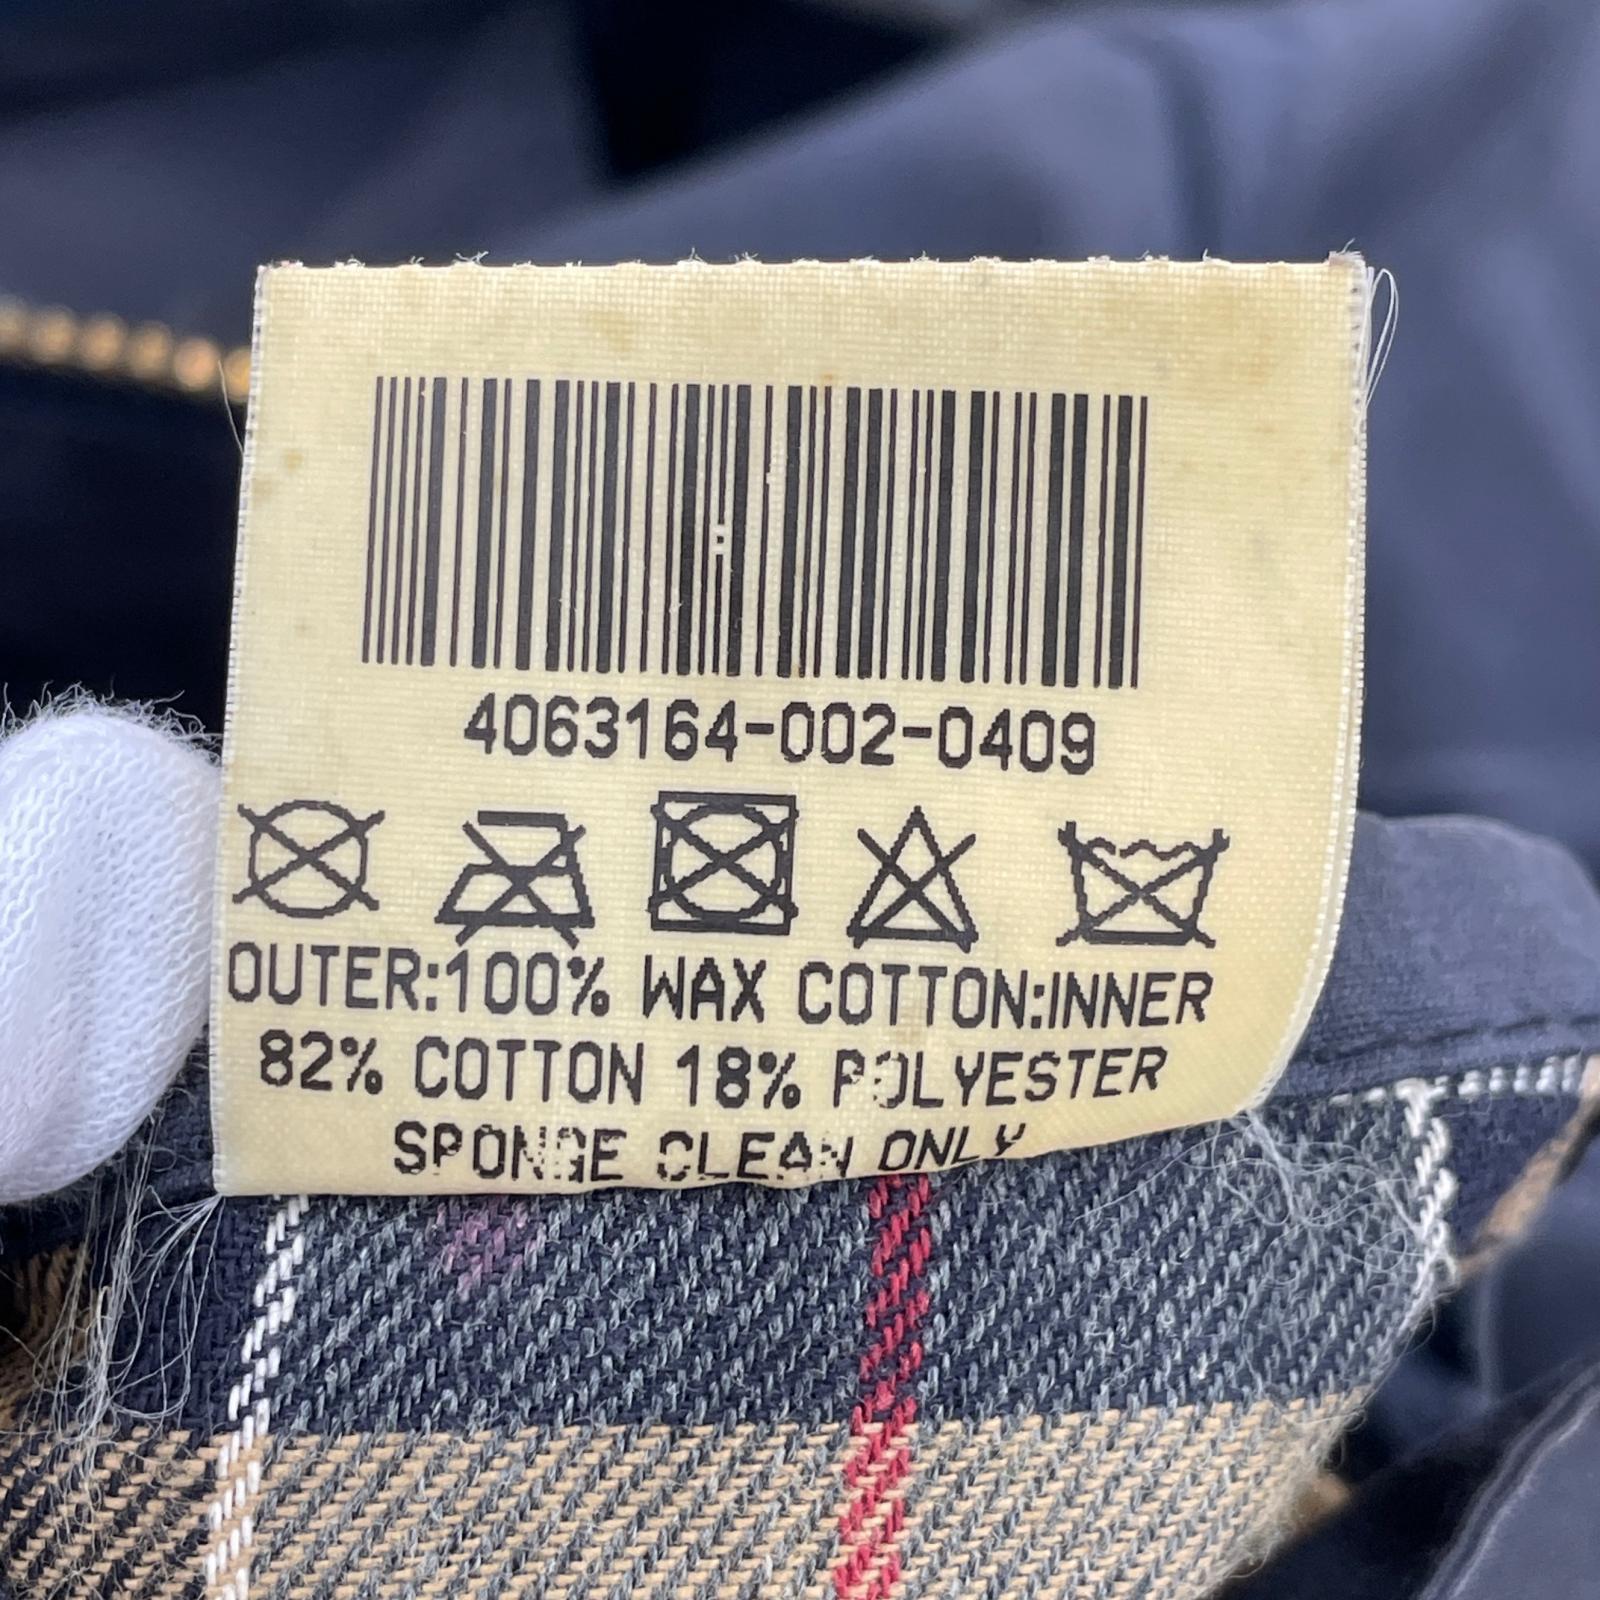 4063164-002-0409
OUTER:100% WAX COTTON:INNER
82% COTTON 18% POLYESTER
SPONGE CLEAN ONLY